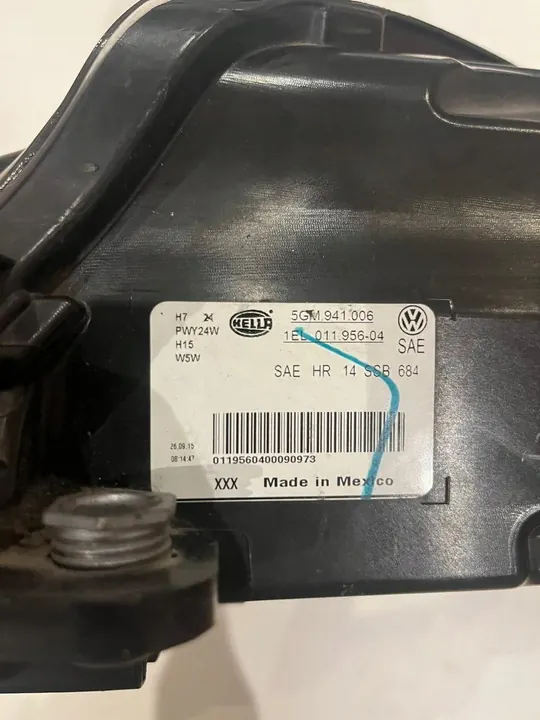 H7
PWY24W
H15
W5W
HELLA
5GM.941.006
1EL 011.956-04
VW
SAE
SAE HR 14 SSB 684
26.09.15
08:14:47
0119560400090973
XXX Made in Mexico